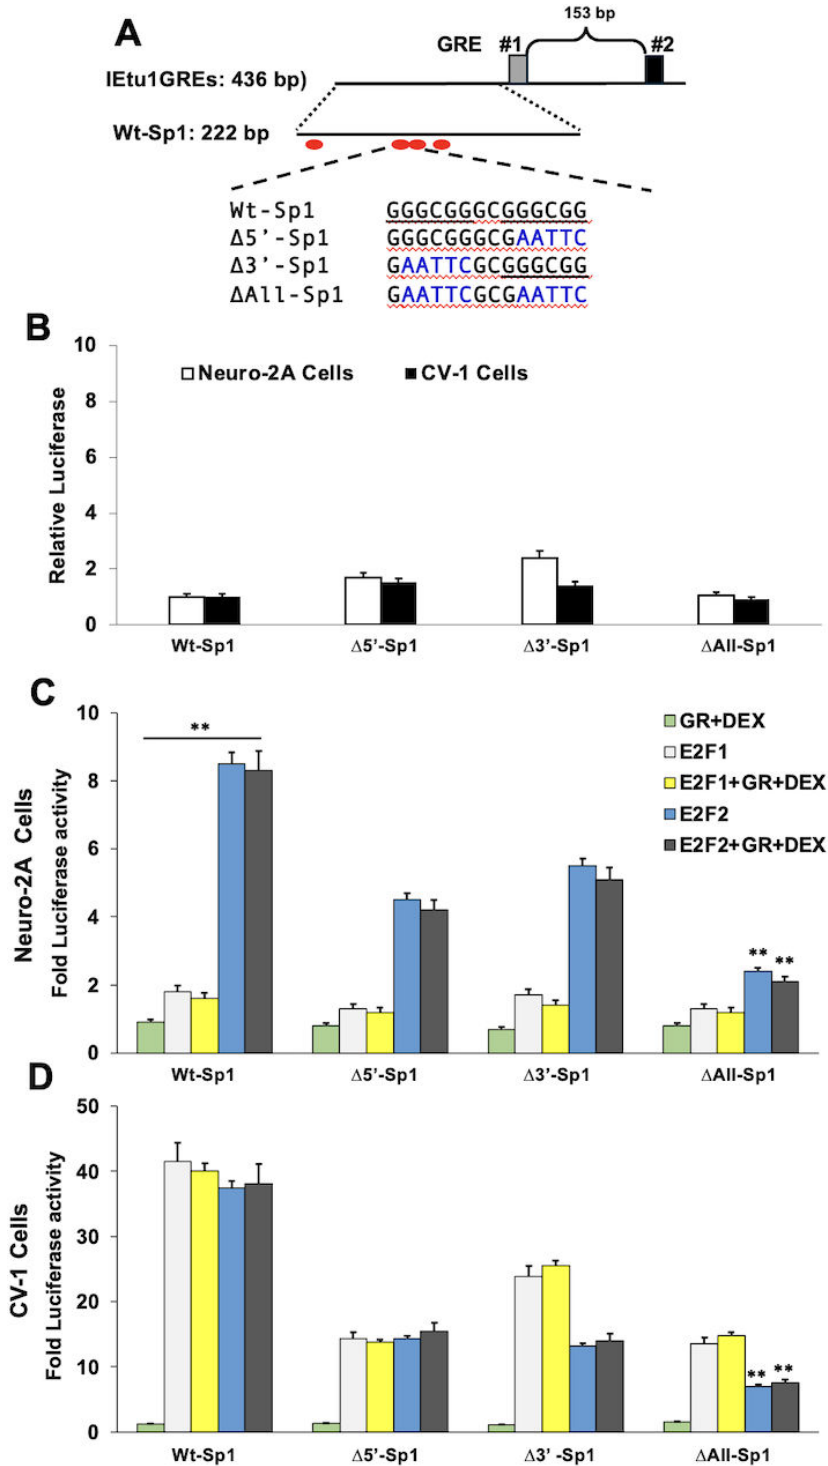 A
153 bp
GRE #1 #2
IEtu1GREs: 436 bp)
Wt-Sp1: 222 bp
Wt-Sp1 GGGCGGGCGGGCGG
Δ5’-Sp1 GGGCGGGCGAATTC
Δ3’-Sp1 GAATTCGCGGGCGG
ΔAll-Sp1 GAATTCGCGAATTC
B
Relative Luciferase
10
8
6
4
2
0
Neuro-2A Cells CV-1 Cells
Wt-Sp1 Δ5’-Sp1 Δ3’-Sp1 ΔAll-Sp1
C
Neuro-2A Cells
Fold Luciferase activity
10
8
6
4
2
0
**
GR+DEX
E2F1
E2F1+GR+DEX
E2F2
E2F2+GR+DEX
** **
Wt-Sp1 Δ5’-Sp1 Δ3’-Sp1 ΔAll-Sp1
D
CV-1 Cells
Fold Luciferase activity
50
40
30
20
10
0
** **
Wt-Sp1 Δ5’-Sp1 Δ3’ -Sp1 ΔAll-Sp1